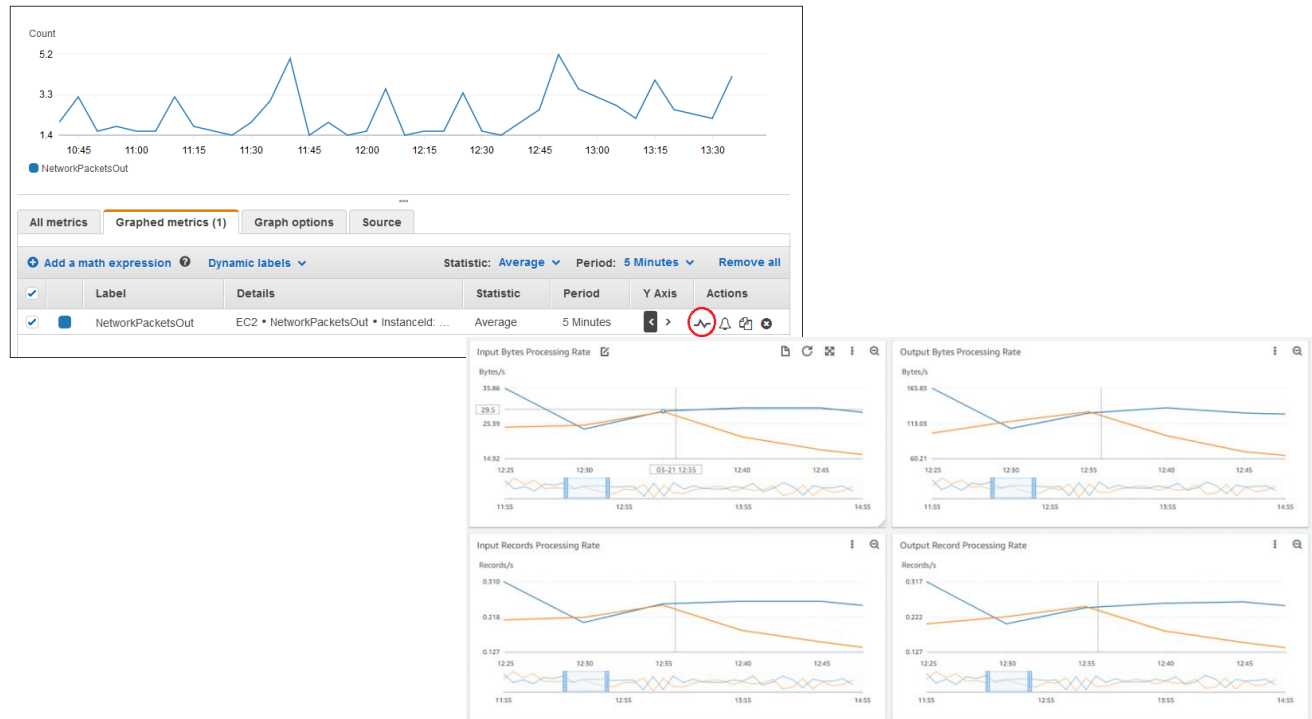 Count
5.2
3.3
1.4
10:45 11:00 11:15 11:30 11:45 12:00 12:15 12:30 12:45 13:00 13:15 13:30
NetworkPacketsOut
All metrics Graphed metrics (1) Graph options Source
Add a math expression Dynamic labels Statistic: Average Period: 5 Minutes Remove all
Label Details Statistic Period Y Axis Actions
NetworkPacketsOut EC2 • NetworkPacketsOut • InstanceId: ... Average 5 Minutes
Input Bytes Processing Rate
Bytes/s
35.86
29.5
25.39
14.92
12:25 12:30 03-21 12:35 12:40 12:45
11:55 12:55 13:55 14:55
Output Bytes Processing Rate
Bytes/s
165.85
113.03
60.21
12:25 12:30 12:35 12:40 12:45
11:55 12:55 13:55 14:55
Input Records Processing Rate
Records/s
0.310
0.218
0.127
12:25 12:30 12:35 12:40 12:45
11:55 12:55 13:55 14:55
Output Record Processing Rate
Records/s
0.317
0.222
0.127
12:25 12:30 12:35 12:40 12:45
11:55 12:55 13:55 14:55